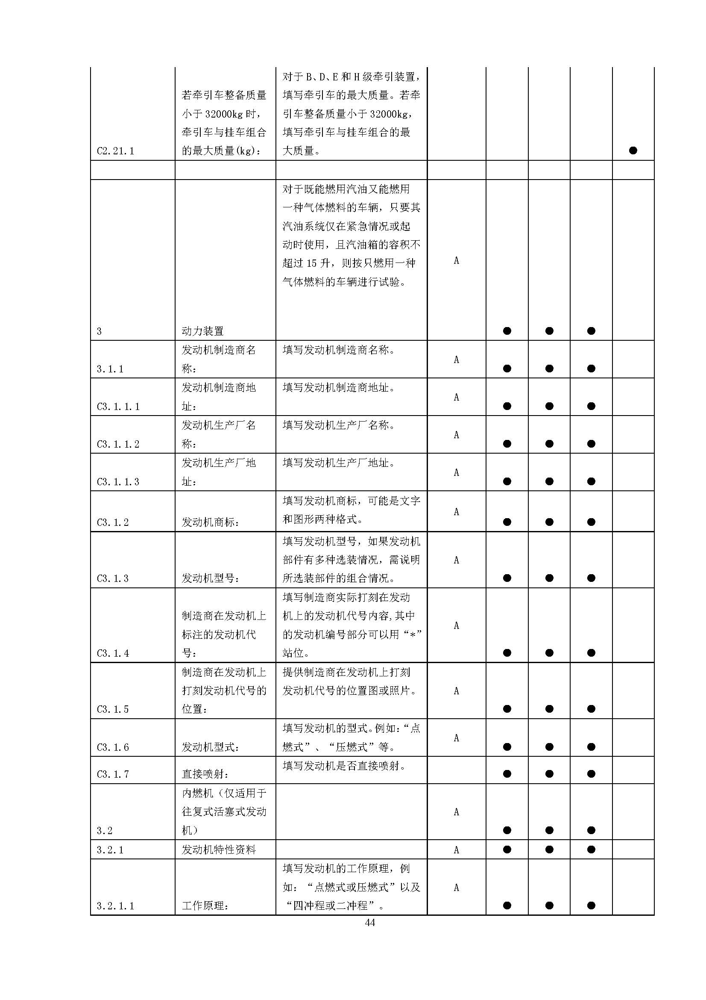 对于 B、D、E 和 H 级牵引装置，
若牵引车整备质量
填写牵引车的最大质量。若牵
小于 32000kg 时，
引车整备质量小于 32000kg，
牵引车与挂车组合
填写牵引车与挂车组合的最
C2.21.1
的最大质量(kg)：
大质量。
●
对于既能燃用汽油又能燃用
一种气体燃料的车辆，只要其
汽油系统仅在紧急情况或起
动时使用，且汽油箱的容积不
超过 15 升，则按只燃用一种
气体燃料的车辆进行试验。
A
3
动力装置
● ● ●
发动机制造商名
称：
填写发动机制造商名称。
A
3.1.1
● ● ●
发动机制造商地
址：
填写发动机制造商地址。
A
C3.1.1.1
● ● ●
发动机生产厂名
称：
填写发动机生产厂名称。
A
C3.1.1.2
● ● ●
发动机生产厂地
址：
填写发动机生产厂地址。
A
C3.1.1.3
● ● ●
C3.1.2
发动机商标：
填写发动机商标，可能是文字
和图形两种格式。
A
● ● ●
C3.1.3
发动机型号：
填写发动机型号，如果发动机
部件有多种选装情况，需说明
所选装部件的组合情况。
A
● ● ●
C3.1.4
制造商在发动机上
标注的发动机代
号：
填写制造商实际打刻在发动
机上的发动机代号内容,其中
的发动机编号部分可以用“*”
站位。
A
● ● ●
C3.1.5
制造商在发动机上
打刻发动机代号的
位置：
提供制造商在发动机上打刻
发动机代号的位置图或照片。
A
● ● ●
C3.1.6
发动机型式：
填写发动机的型式。例如：“点
燃式”、“压燃式”等。
A
● ● ●
C3.1.7
直接喷射：
填写发动机是否直接喷射。
● ● ●
3.2
内燃机（仅适用于
往复式活塞式发动
机）
A
● ● ●
3.2.1
发动机特性资料
A
● ● ●
3.2.1.1
工作原理：
填写发动机的工作原理，例
如：“点燃式或压燃式”以及
“四冲程或二冲程”。
A
● ● ●
44